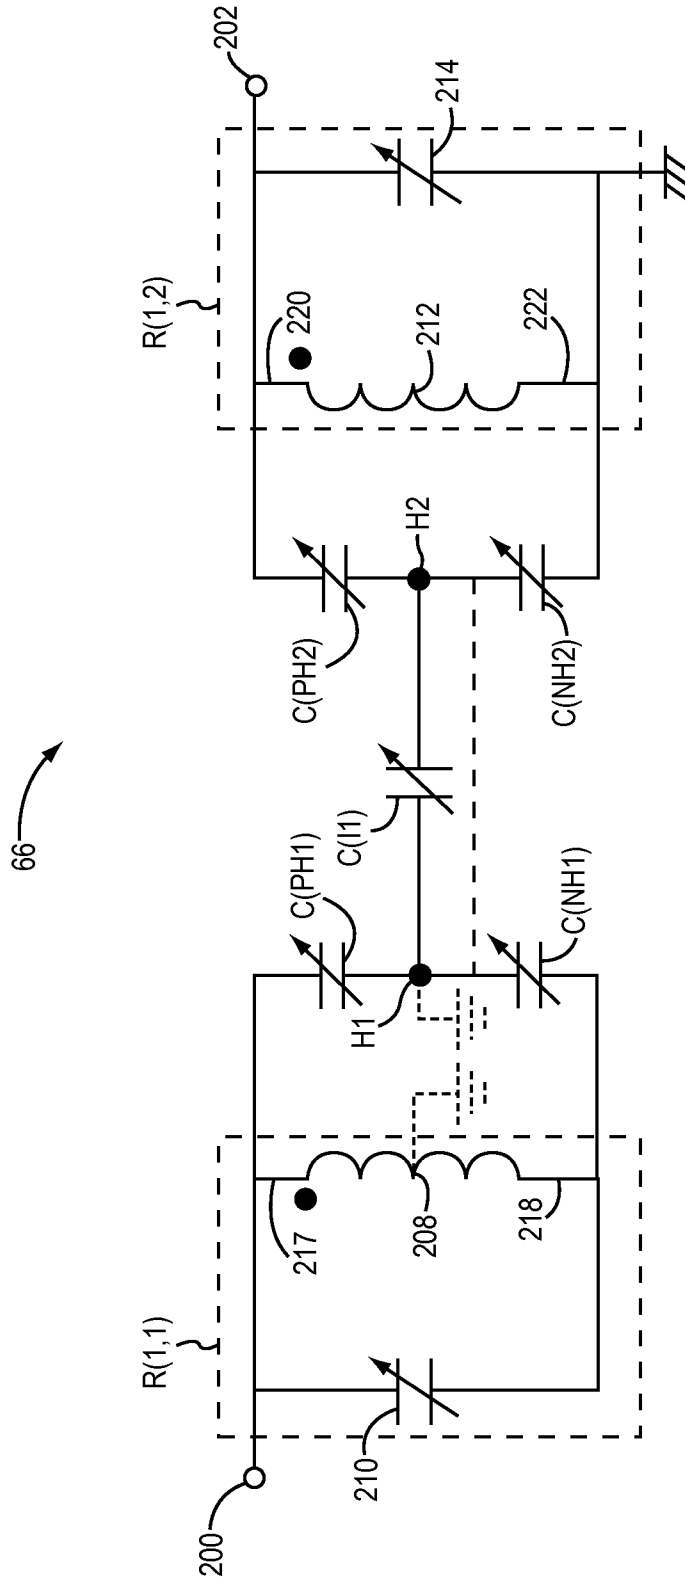 66
R(1,1)
R(1,2)
200
202
217
C(PH1)
C(PH2)
220
210
208
H1
C(I1)
H2
212
214
218
C(NH1)
C(NH2)
222